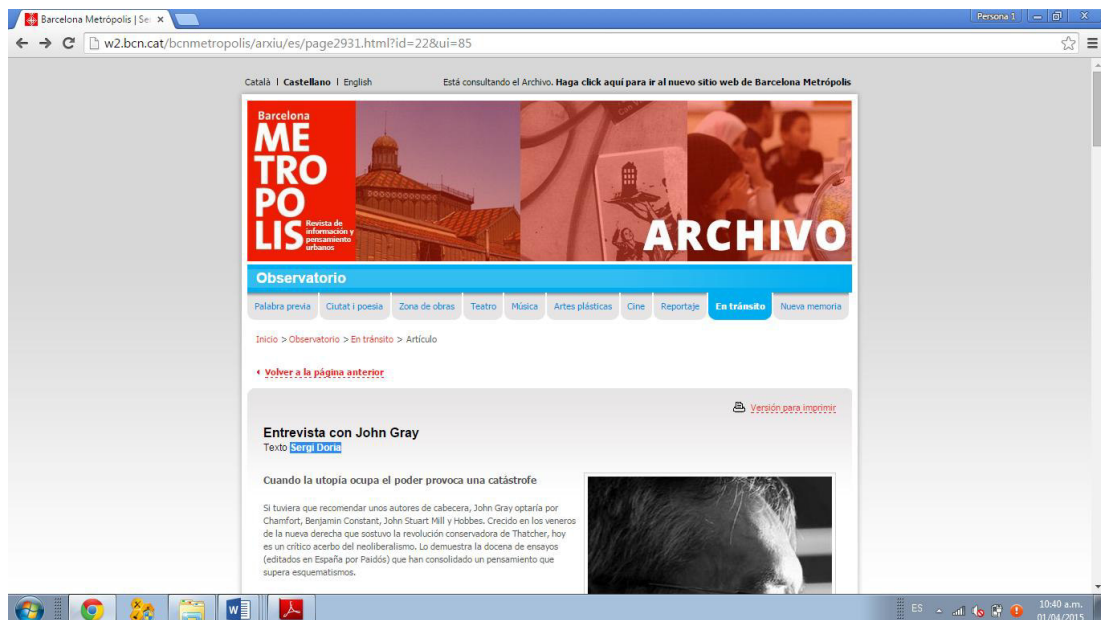 Barcelona Metrópolis | Se
Persona 1
w2.bcn.cat/bcnmetropolis/arxiu/es/page2931.html?id=22&ui=85
Català | Castellano | English
Está consultando el Archivo. Haga click aquí para ir al nuevo sitio web de Barcelona Metrópolis
Barcelona
METROPOLIS
Revista de
información y
pensamiento
urbanos
ARCHIVO
Observatorio
Palabra previa Ciutat i poesia Zona de obras Teatro Música Artes plásticas Cine Reportaje En tránsito Nueva memoria
Inicio > Observatorio > En tránsito > Artículo
Volver a la página anterior
Versión para imprimir
Entrevista con John Gray
Texto Sergi Doria
Cuando la utopía ocupa el poder provoca una catástrofe
Si tuviera que recomendar unos autores de cabecera, John Gray optaría por
Chamfort, Benjamin Constant, John Stuart Mill y Hobbes. Crecido en los veneros
de la nueva derecha que sostuvo la revolución conservadora de Thatcher, hoy
es un crítico acerbo del neoliberalismo. Lo demuestra la docena de ensayos
(editados en España por Paidós) que han consolidado un pensamiento que
supera esquematismos.
ES
10:40 a.m.
01/04/2015